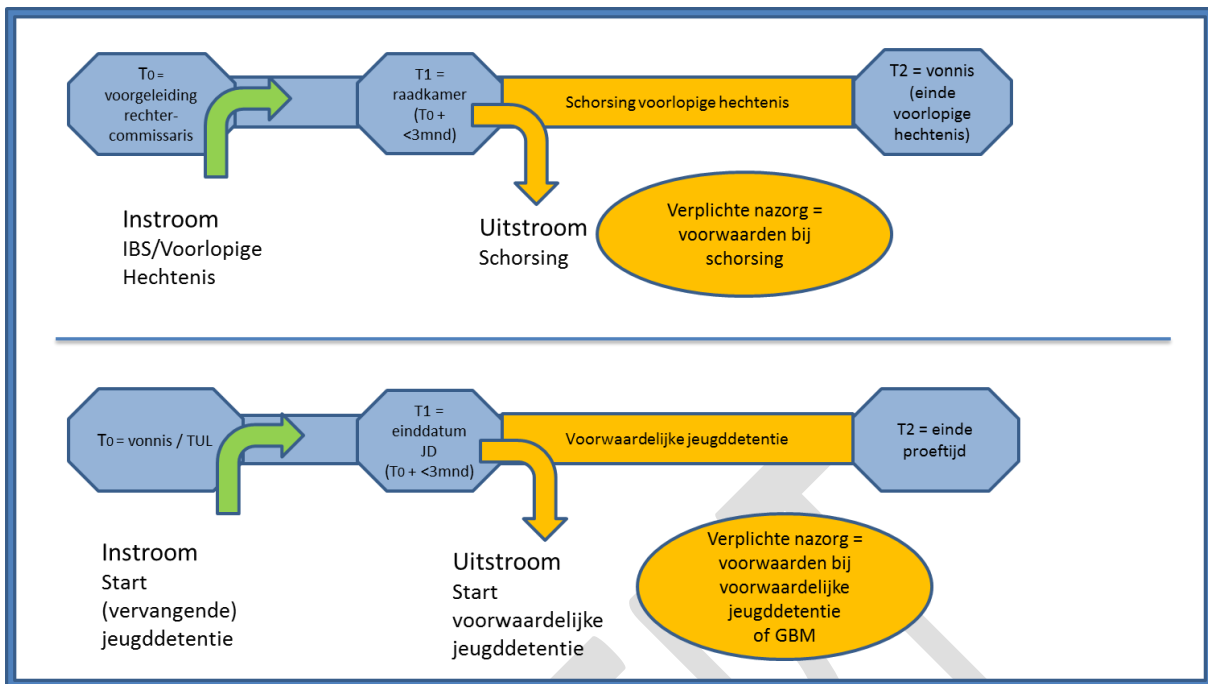 T0 =
voorgeleiding
rechter-
commissaris
T1 =
raadkamer
(T0 +
<3mnd)
Schorsing voorlopige hechtenis
T2 = vonnis
(einde
voorlopige
hechtenis)
Instroom
IBS/Voorlopige
Hechtenis
Uitstroom
Schorsing
Verplichte nazorg =
voorwaarden bij
schorsing
T0 = vonnis / TUL
T1 =
einddatum
JD
(T0 + <3mnd)
Voorwaardelijke jeugddetentie
T2 = einde
proeftijd
Instroom
Start
(vervangende)
jeugddetentie
Uitstroom
Start
voorwaardelijke
jeugddetentie
Verplichte nazorg =
voorwaarden bij
voorwaardelijke
jeugddetentie
of GBM